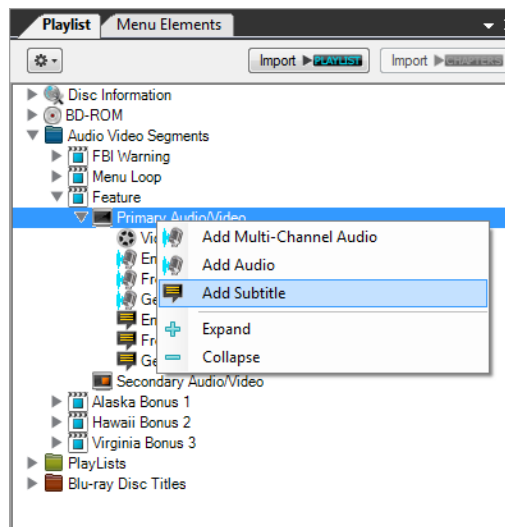 Playlist Menu Elements
Import PLAYLIST Import CHAPTERS
Disc Information
BD-ROM
Audio Video Segments
FBI Warning
Menu Loop
Feature
Primary Audio/Video
Add Multi-Channel Audio
Add Audio
Add Subtitle
Expand
Collapse
Secondary Audio/Video
Alaska Bonus 1
Hawaii Bonus 2
Virginia Bonus 3
PlayLists
Blu-ray Disc Titles